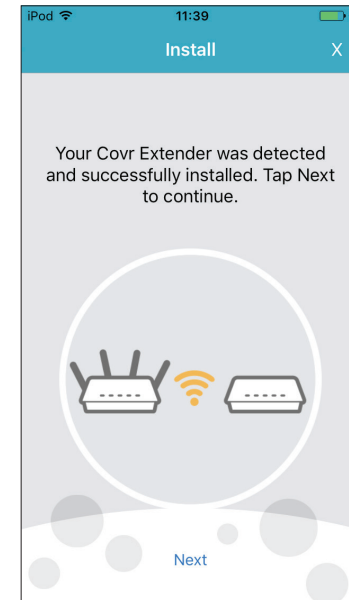 iPod 11:39
Install X
Your Covr Extender was detected
and successfully installed. Tap Next
to continue.
Next